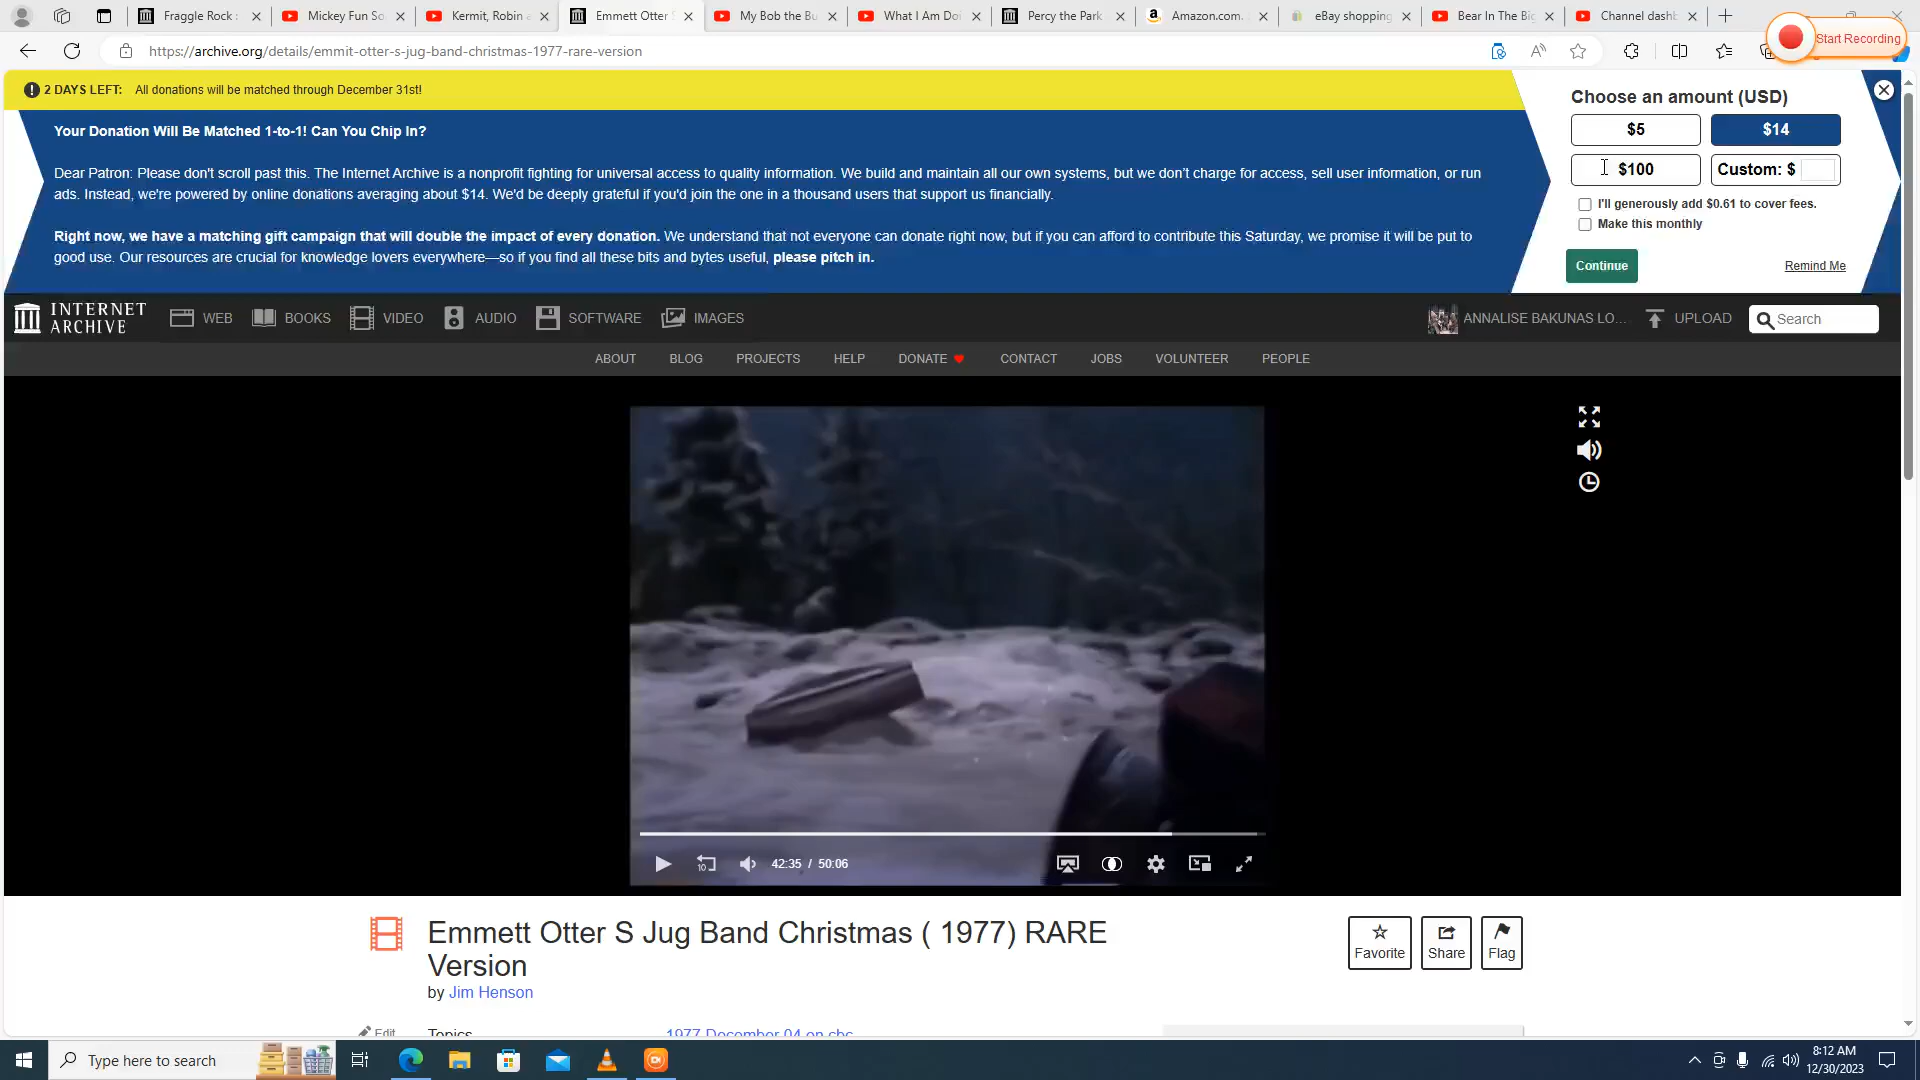 Fraggle Rock
Mickey Fun So
Kermit, Robin
Emmett Otter
My Bob the Bu
What I Am Doi
Percy the Park
Amazon.com.
eBay shopping
Bear In The Big
Channel dashb
Start Recording
https://archive.org/details/emmit-otter-s-jug-band-christmas-1977-rare-version
2 DAYS LEFT: All donations will be matched through December 31st!
Your Donation Will Be Matched 1-to-1! Can You Chip In?
Dear Patron: Please don't scroll past this. The Internet Archive is a nonprofit fighting for universal access to quality information. We build and maintain all our own systems, but we don't charge for access, sell user information, or run
ads. Instead, we're powered by online donations averaging about $14. We'd be deeply grateful if you'd join the one in a thousand users that support us financially.
Right now, we have a matching gift campaign that will double the impact of every donation. We understand that not everyone can donate right now, but if you can afford to contribute this Saturday, we promise it will be put to
good use. Our resources are crucial for knowledge lovers everywhere—so if you find all these bits and bytes useful, please pitch in.
Choose an amount (USD)
$5 $14
$100 Custom: $
I'll generously add $0.61 to cover fees.
Make this monthly
Continue Remind Me
INTERNET
ARCHIVE
WEB BOOKS VIDEO AUDIO SOFTWARE IMAGES
ANNALISE BAKUNAS LO... UPLOAD Search
ABOUT BLOG PROJECTS HELP DONATE CONTACT JOBS VOLUNTEER PEOPLE
10 42:35 / 50:06
Emmett Otter S Jug Band Christmas ( 1977) RARE
Version
by Jim Henson
Favorite Share Flag
Edit
Topics 1977 December 04 on cbc
Type here to search
8:12 AM
12/30/2023